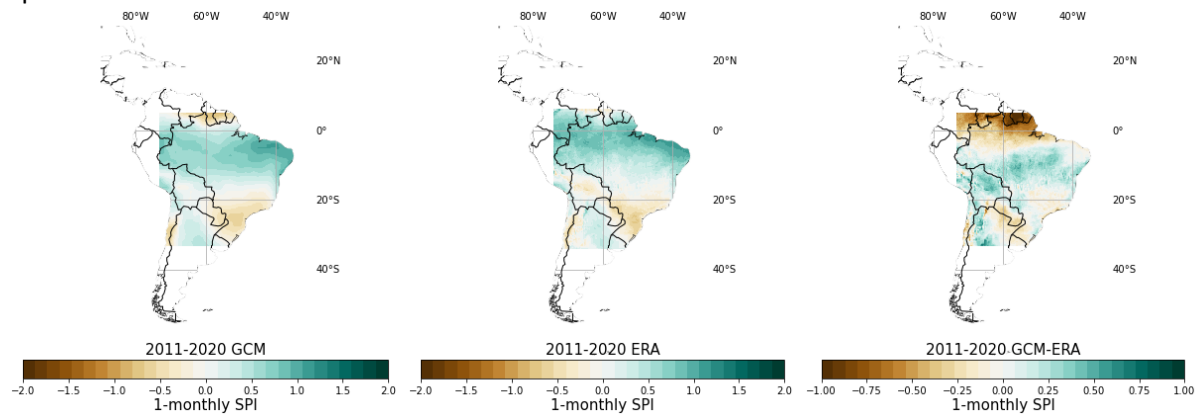 80°W 60°W 40°W
20°N
0°
20°S
40°S
2011-2020 GCM
−2.0 −1.5 −1.0 −0.5 0.0 0.5 1.0 1.5 2.0
1-monthly SPI
80°W 60°W 40°W
20°N
0°
20°S
40°S
2011-2020 ERA
−2.0 −1.5 −1.0 −0.5 0.0 0.5 1.0 1.5 2.0
1-monthly SPI
80°W 60°W 40°W
20°N
0°
20°S
40°S
2011-2020 GCM-ERA
−1.00 −0.75 −0.50 −0.25 0.00 0.25 0.50 0.75 1.00
1-monthly SPI